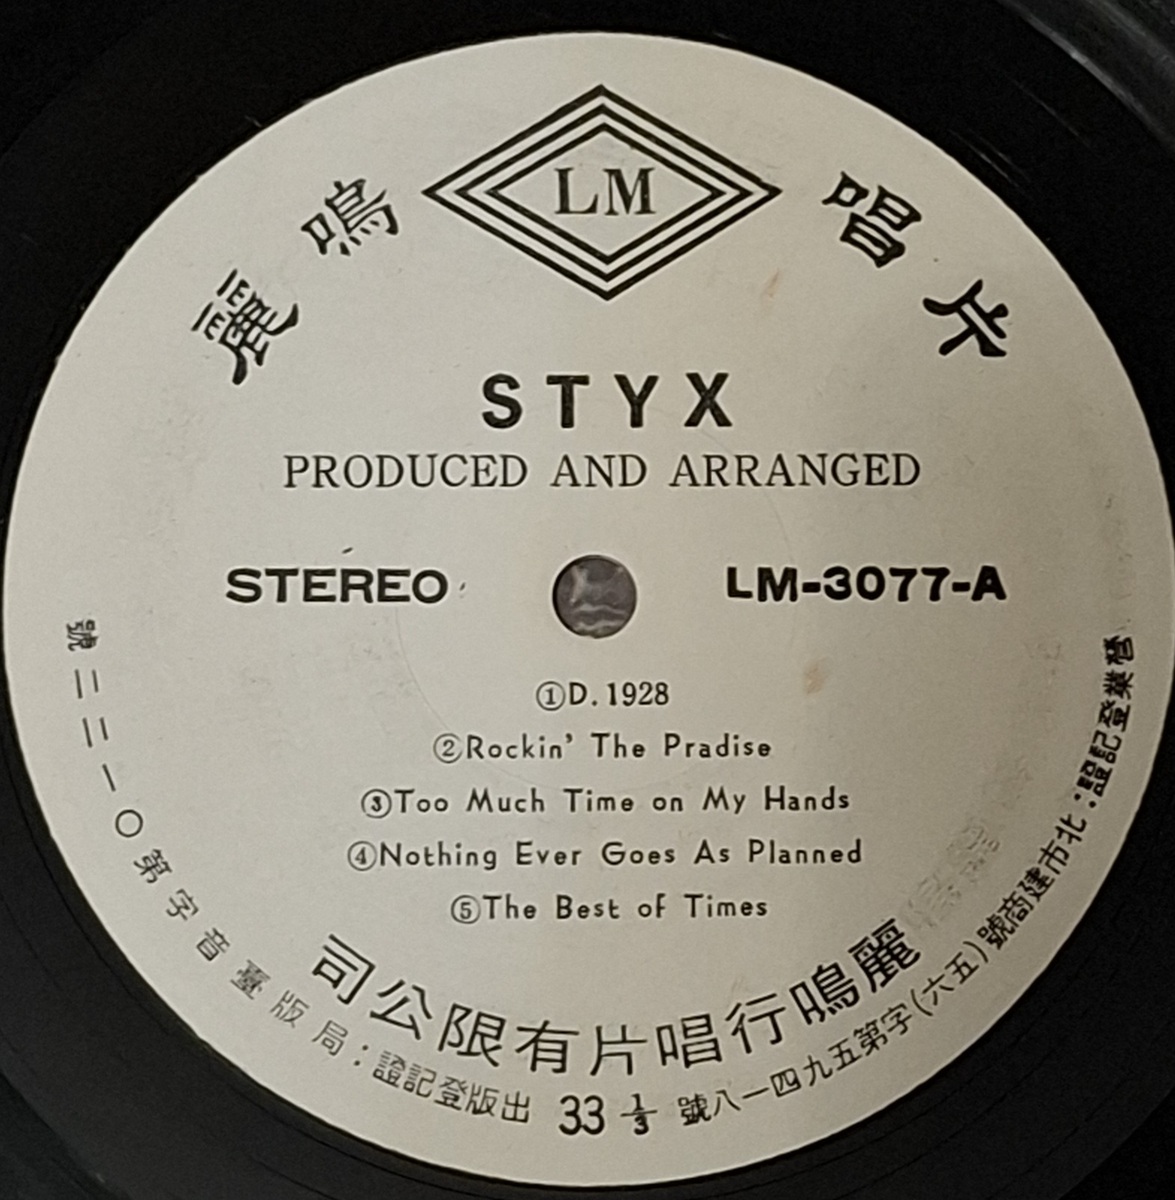 麗鳴 LM 唱片
STYX
PRODUCED AND ARRANGED
STEREO LM-3077-A
①D. 1928
②Rockin' The Pradise
③Too Much Time on My Hands
④Nothing Ever Goes As Planned
⑤The Best of Times
麗鳴行唱片有限公司
營業登記證:北市建商號(五六)字第五九四一八號
33 1/3
出版登記證:局版臺音字第〇一二二號